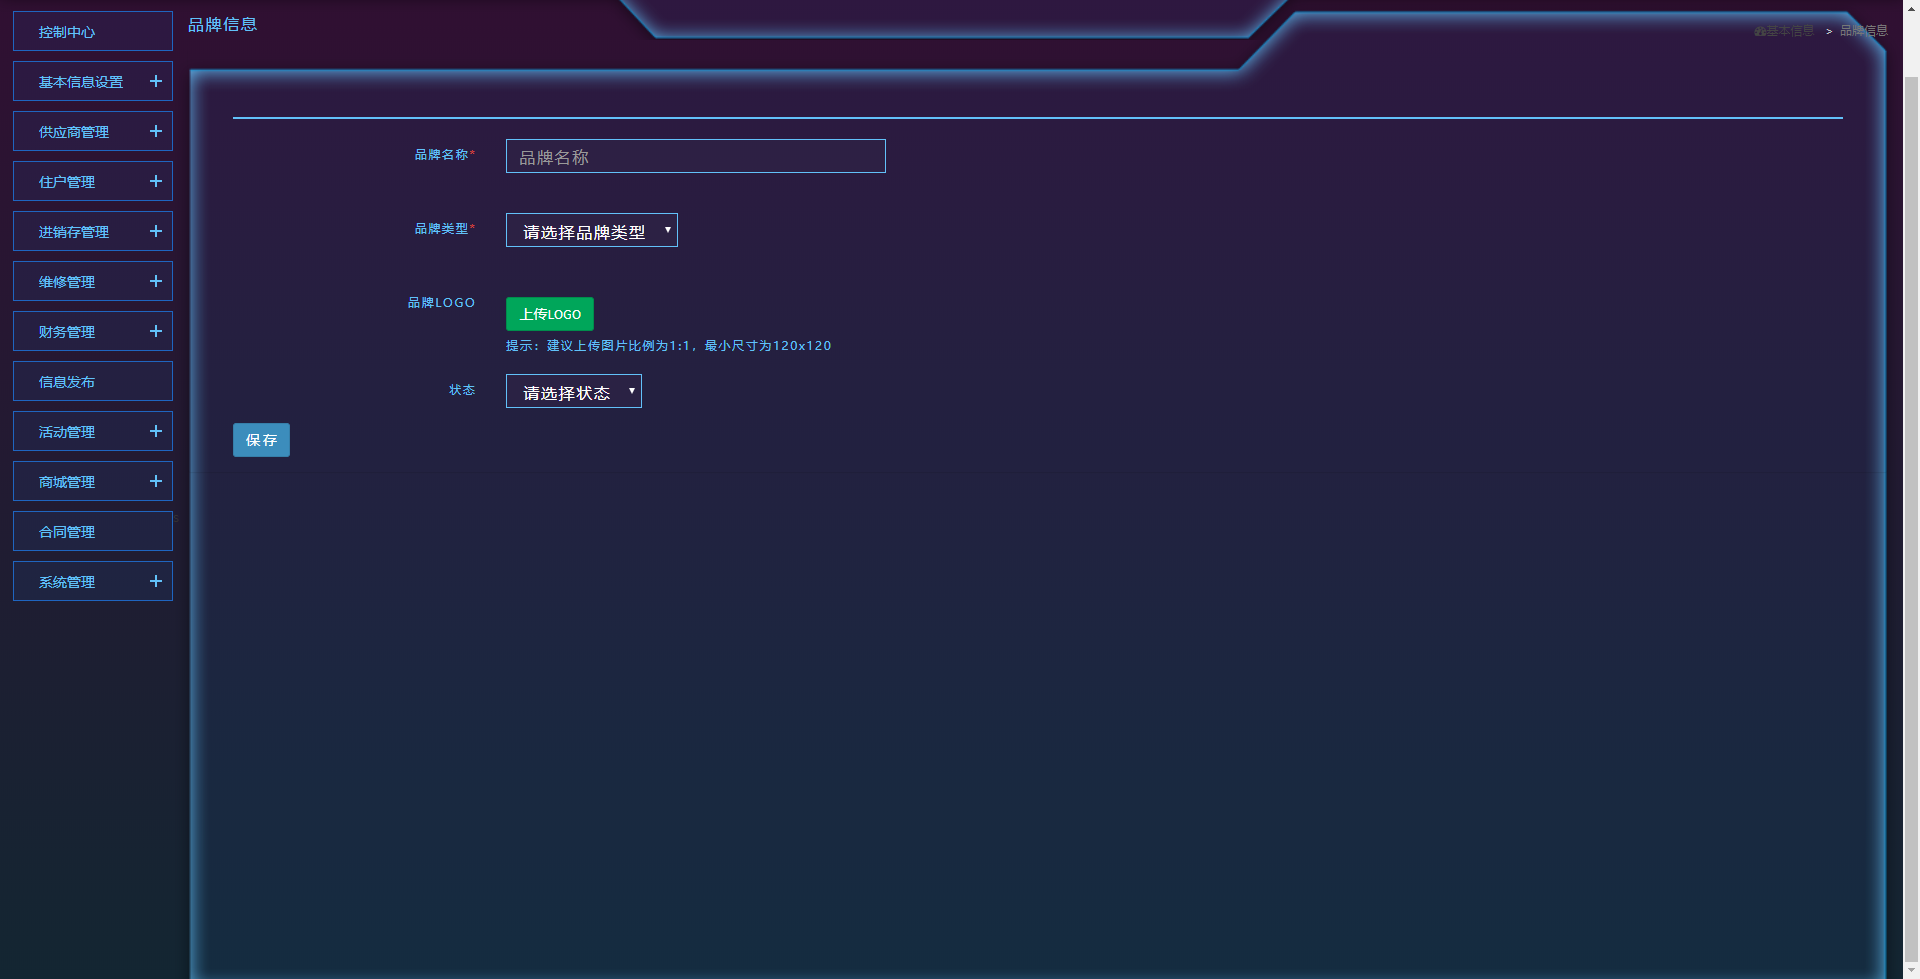 控制中心
基本信息设置
供应商管理
住户管理
进销存管理
维修管理
财务管理
信息发布
活动管理
商城管理
合同管理
系统管理
品牌信息
基本信息 > 品牌信息
品牌名称*
品牌名称
品牌类型*
请选择品牌类型
品牌LOGO
上传LOGO
提示：建议上传图片比例为1:1，最小尺寸为120x120
状态
请选择状态
保存